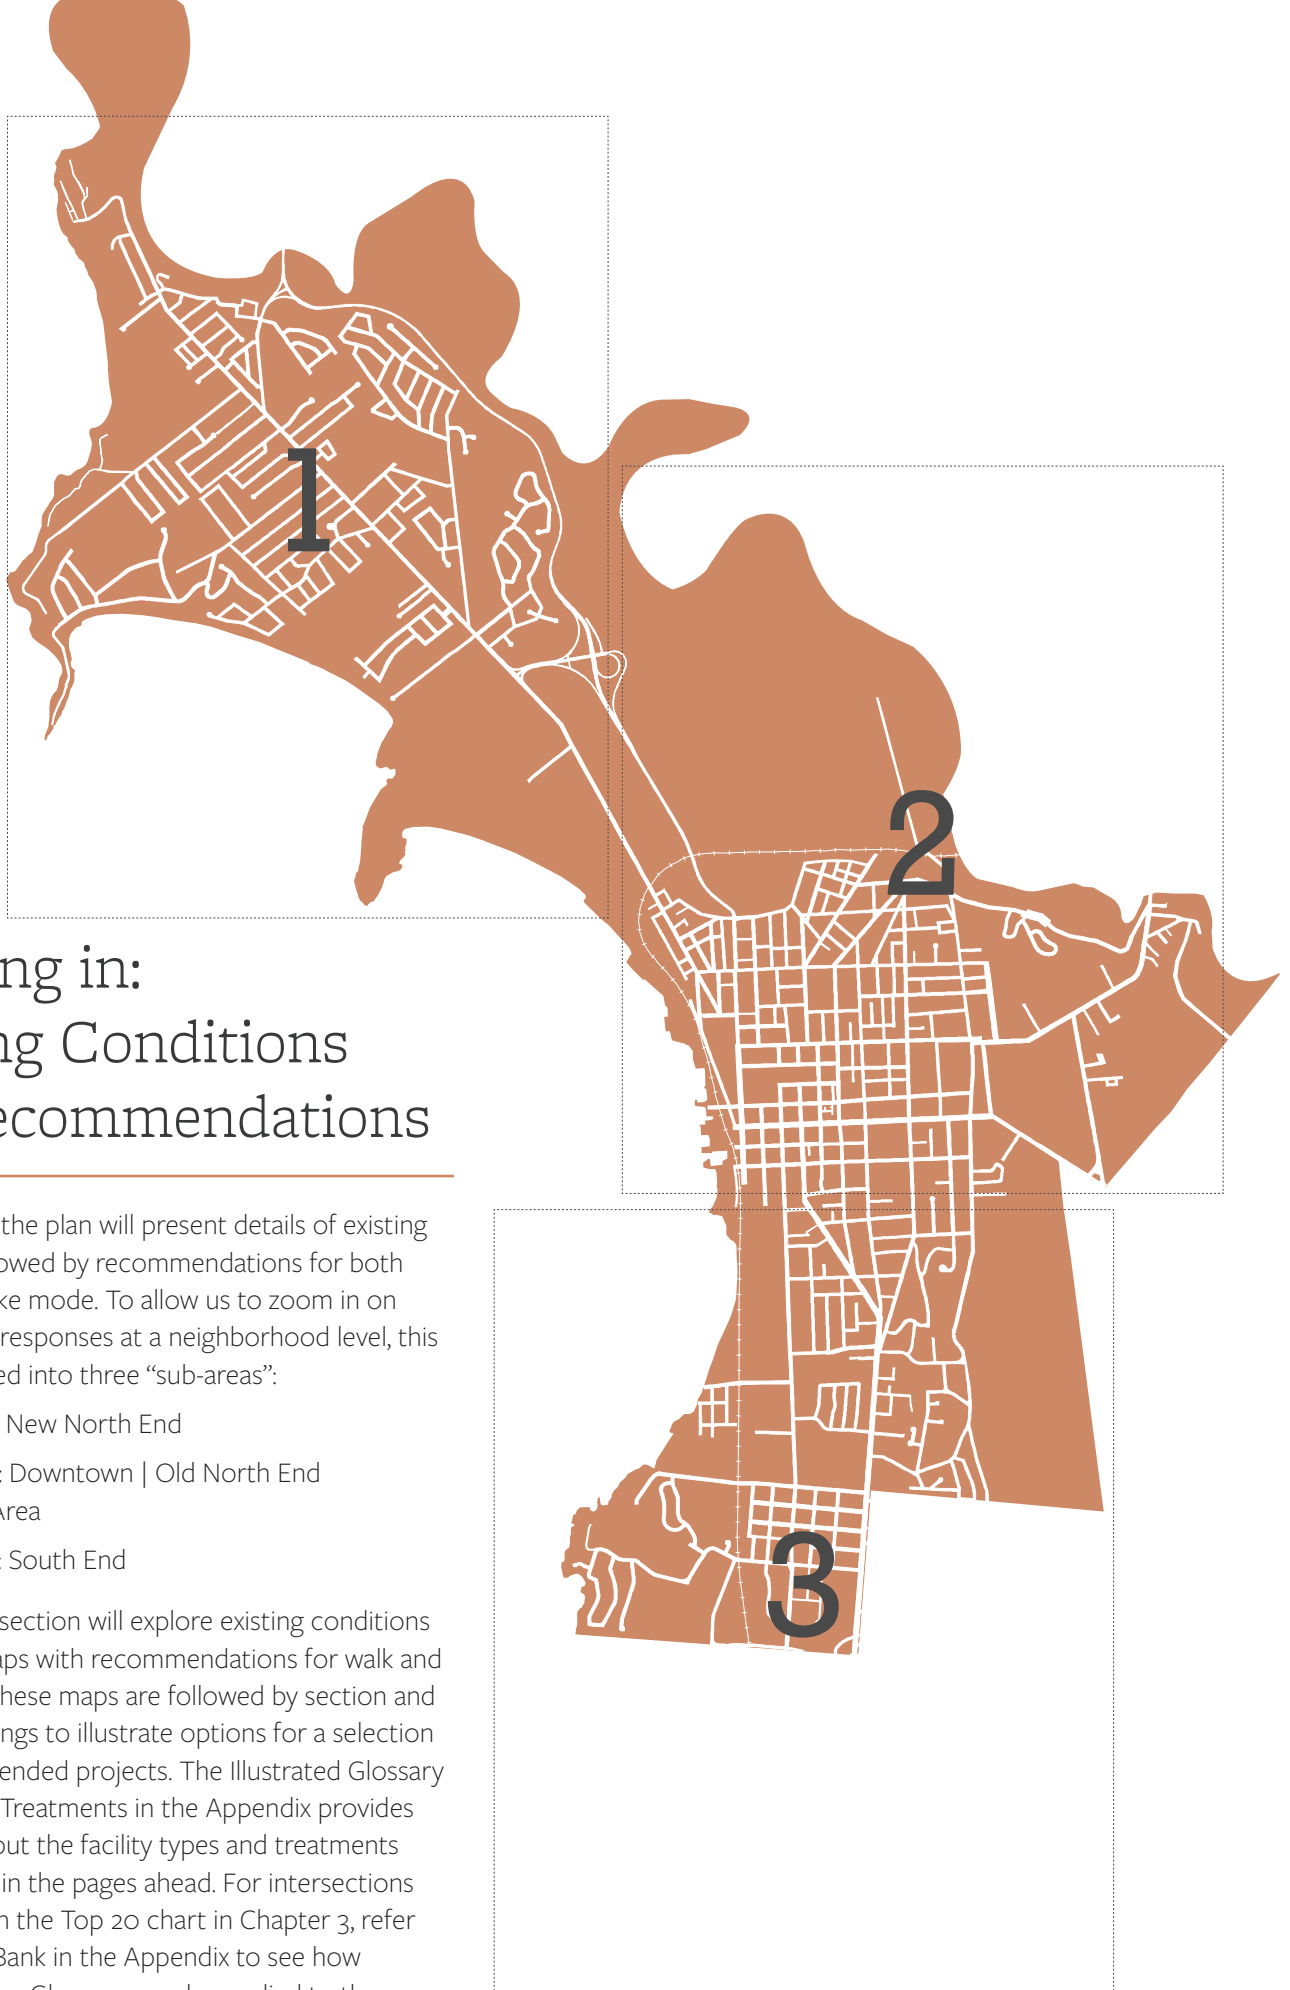 1
2
ng in:
ng Conditions
ecommendations
the plan will present details of existing
owed by recommendations for both
ke mode. To allow us to zoom in on
responses at a neighborhood level, this
ed into three “sub-areas”:
New North End
: Downtown | Old North End
Area
: South End
section will explore existing conditions
aps with recommendations for walk and
hese maps are followed by section and
ngs to illustrate options for a selection
ended projects. The Illustrated Glossary
Treatments in the Appendix provides
out the facility types and treatments
in the pages ahead. For intersections
n the Top 20 chart in Chapter 3, refer
Bank in the Appendix to see how
3